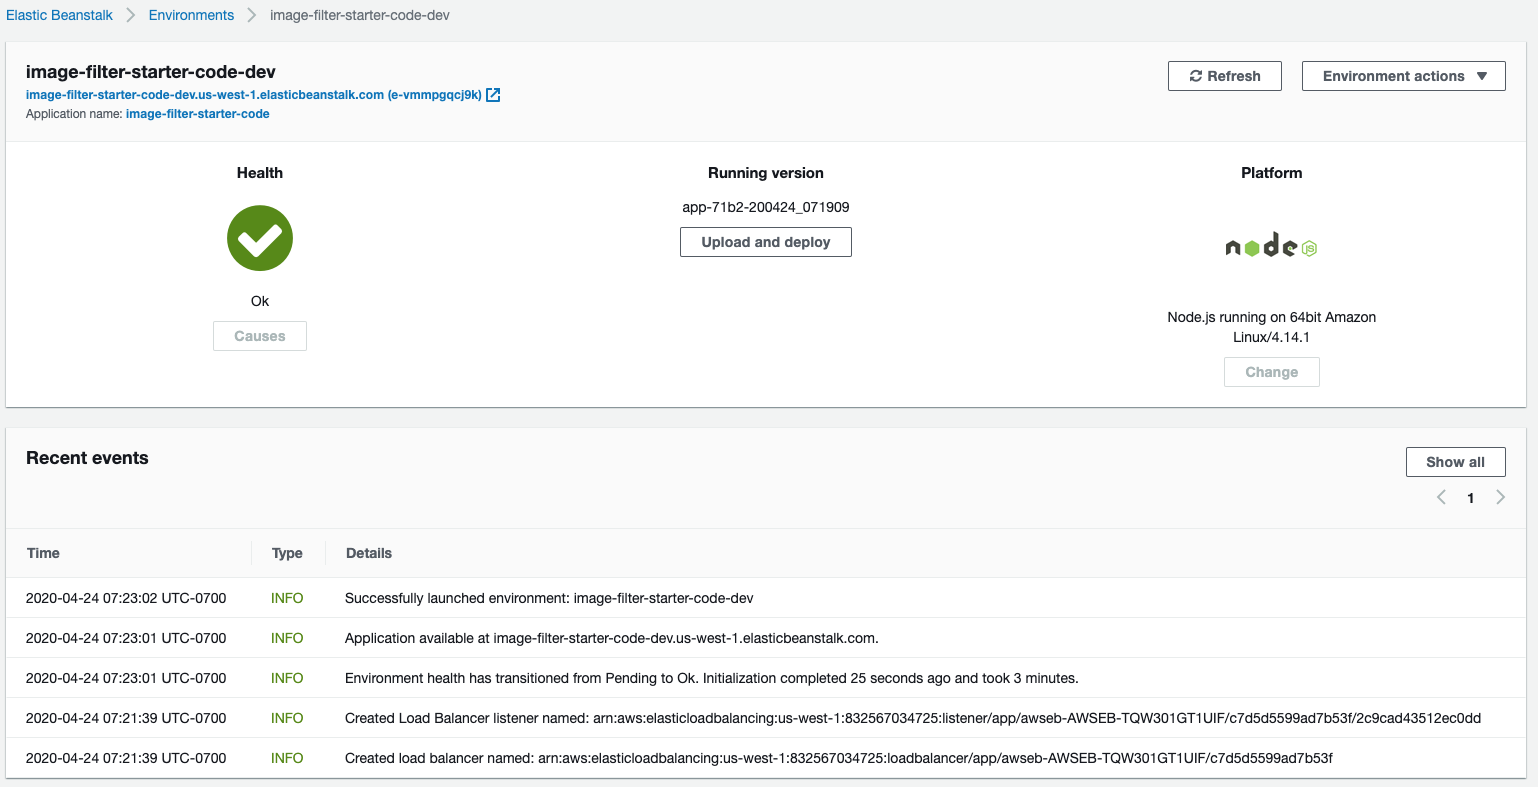 Elastic Beanstalk > Environments > image-filter-starter-code-dev
image-filter-starter-code-dev
Refresh
Environment actions ▼
image-filter-starter-code-dev.us-west-1.elasticbeanstalk.com (e-vmmpgqcj9k)
Application name: image-filter-starter-code
Health
Ok
Causes
Running version
app-71b2-200424_071909
Upload and deploy
Platform
node JS
Node.js running on 64bit Amazon
Linux/4.14.1
Change
Recent events
Show all
< 1 >
Time Type Details
2020-04-24 07:23:02 UTC-0700 INFO Successfully launched environment: image-filter-starter-code-dev
2020-04-24 07:23:01 UTC-0700 INFO Application available at image-filter-starter-code-dev.us-west-1.elasticbeanstalk.com.
2020-04-24 07:23:01 UTC-0700 INFO Environment health has transitioned from Pending to Ok. Initialization completed 25 seconds ago and took 3 minutes.
2020-04-24 07:21:39 UTC-0700 INFO Created Load Balancer listener named: arn:aws:elasticloadbalancing:us-west-1:832567034725:listener/app/awseb-AWSEB-TQW301GT1UIF/c7d5d5599ad7b53f/2c9cad43512ec0dd
2020-04-24 07:21:39 UTC-0700 INFO Created load balancer named: arn:aws:elasticloadbalancing:us-west-1:832567034725:loadbalancer/app/awseb-AWSEB-TQW301GT1UIF/c7d5d5599ad7b53f